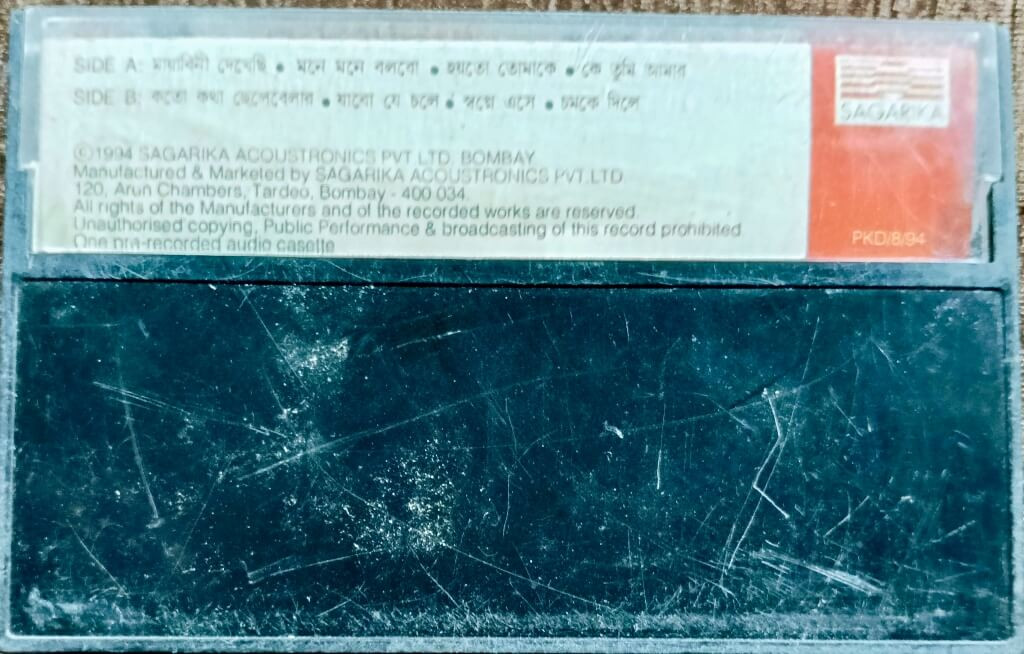 SIDE A: মায়াবিনী দেখেছি • মনে মনে বলবো • হয়তো তোমাকে • কে তুমি আমার
SIDE B: কতো কথা ছেলেবেলার • যাবো যে চলে • স্বপ্নে এসে • চমকে দিলে
SAGARIKA
©1994 SAGARIKA ACOUSTRONICS PVT. LTD. BOMBAY
Manufactured & Marketed by SAGARIKA ACOUSTRONICS PVT.LTD
120, Arun Chambers, Tardeo, Bombay - 400 034.
All rights of the Manufacturers and of the recorded works are reserved.
Unauthorised copying, Public Performance & broadcasting of this record prohibited.
One pre-recorded audio casette
PKD/8/94